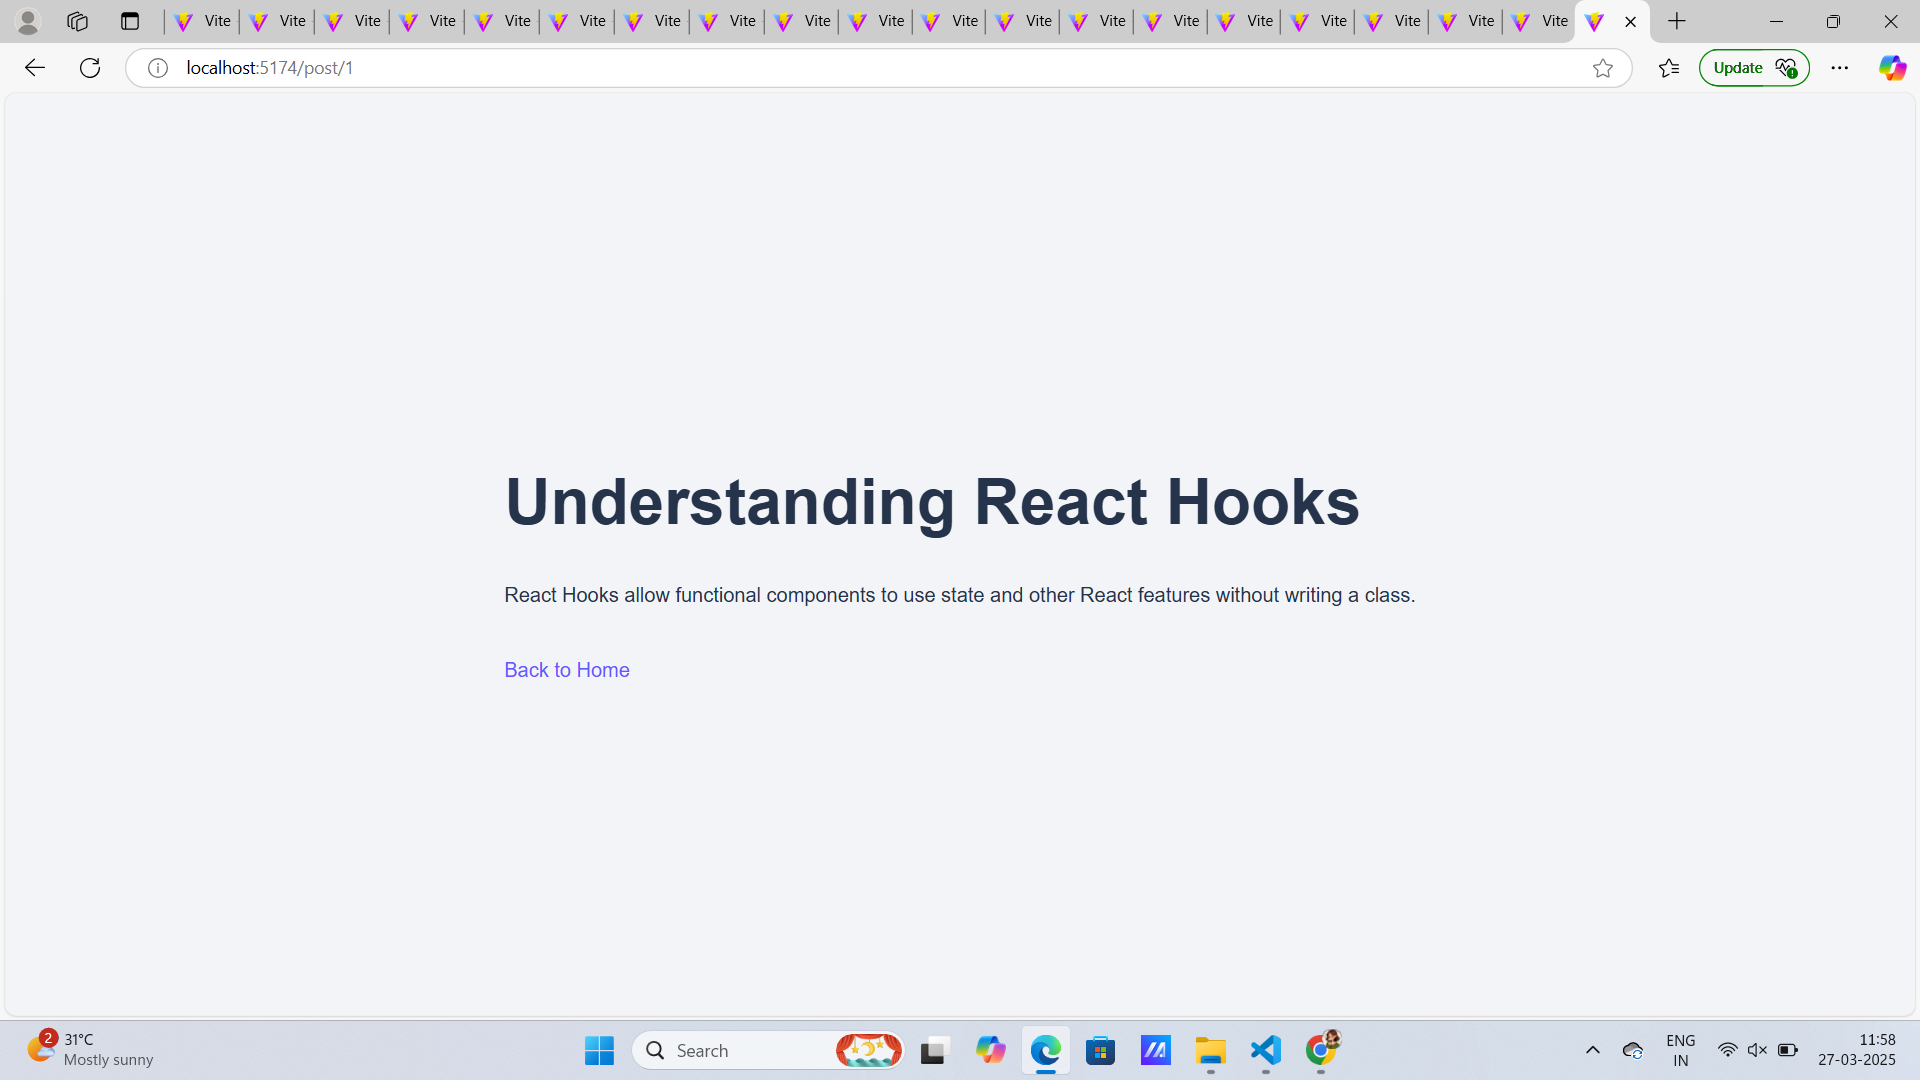 Vite Vite Vite Vite Vite Vite Vite Vite Vite Vite Vite Vite Vite Vite Vite Vite Vite Vite Vite
localhost:5174/post/1
Update
Understanding React Hooks
React Hooks allow functional components to use state and other React features without writing a class.
Back to Home
2
31°C
Mostly sunny
Search
ENG
IN
11:58
27-03-2025